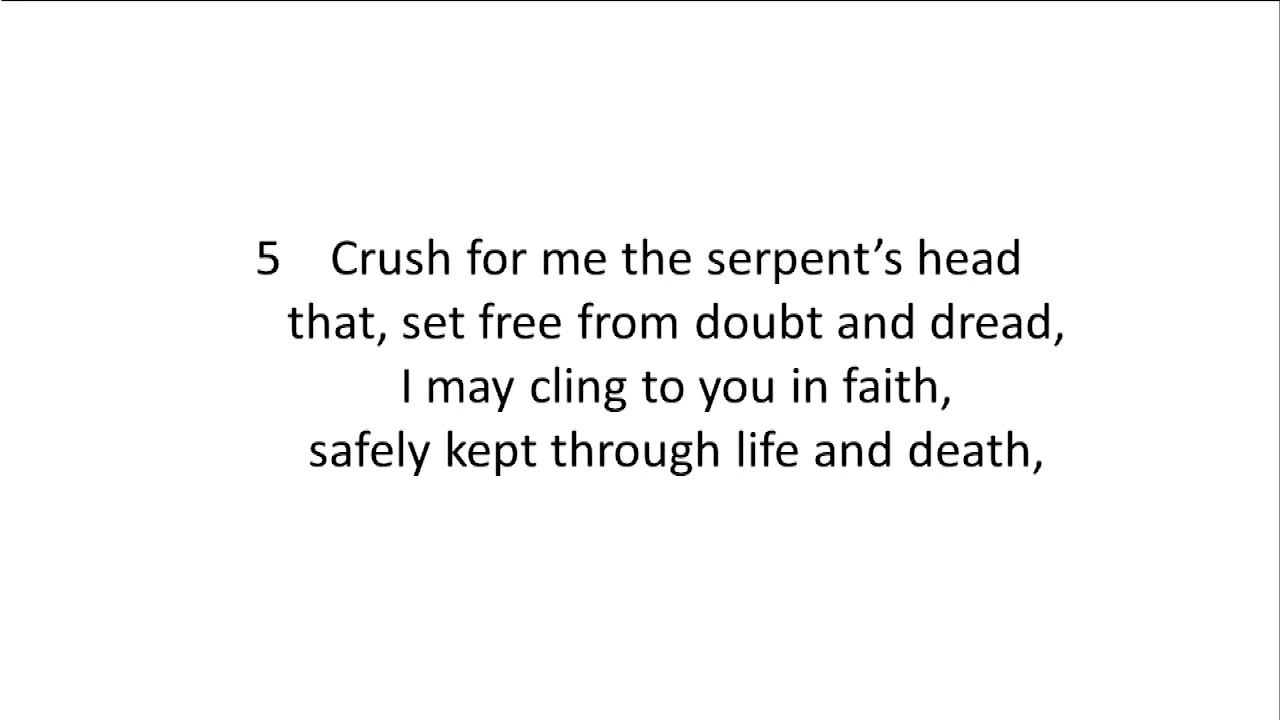 5 Crush for me the serpent’s head
that, set free from doubt and dread,
I may cling to you in faith,
safely kept through life and death,